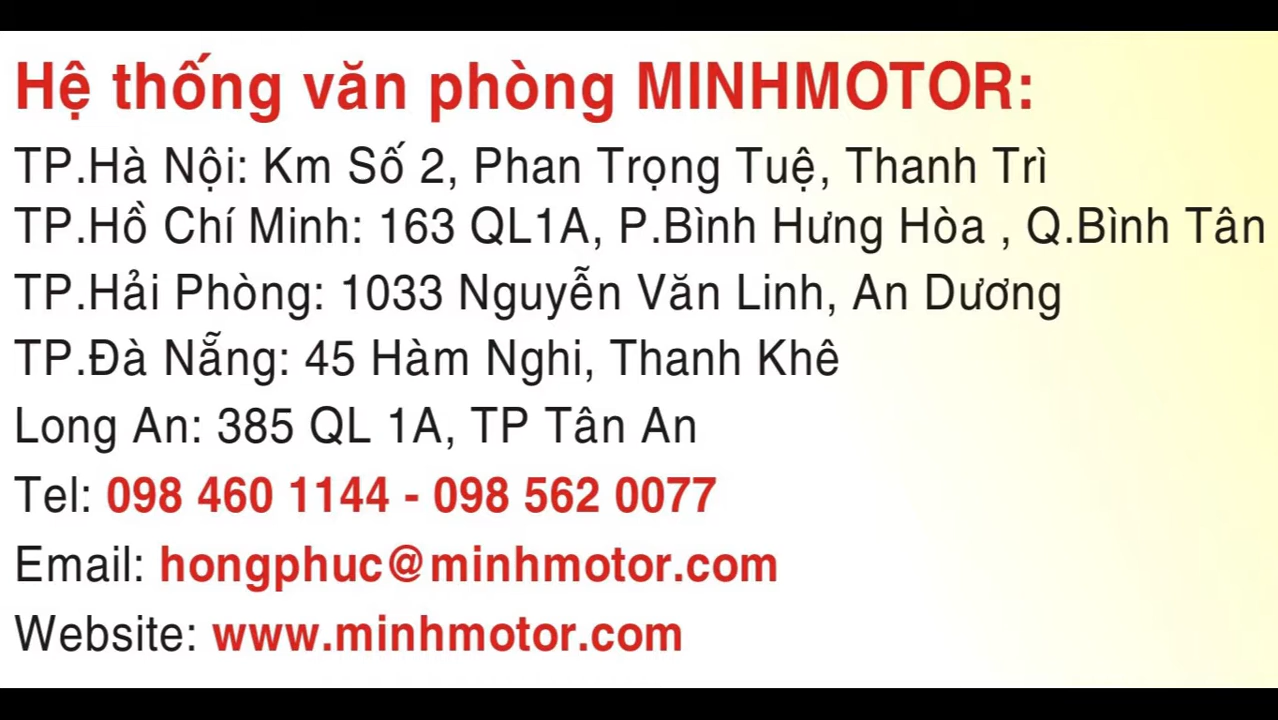 Hệ thống văn phòng MINHMOTOR:
TP.Hà Nội: Km Số 2, Phan Trọng Tuệ, Thanh Trì
TP.Hồ Chí Minh: 163 QL1A, P.Bình Hưng Hòa , Q.Bình Tân
TP.Hải Phòng: 1033 Nguyễn Văn Linh, An Dương
TP.Đà Nẵng: 45 Hàm Nghi, Thanh Khê
Long An: 385 QL 1A, TP Tân An
Tel: 098 460 1144 - 098 562 0077
Email: hongphuc@minhmotor.com
Website: www.minhmotor.com